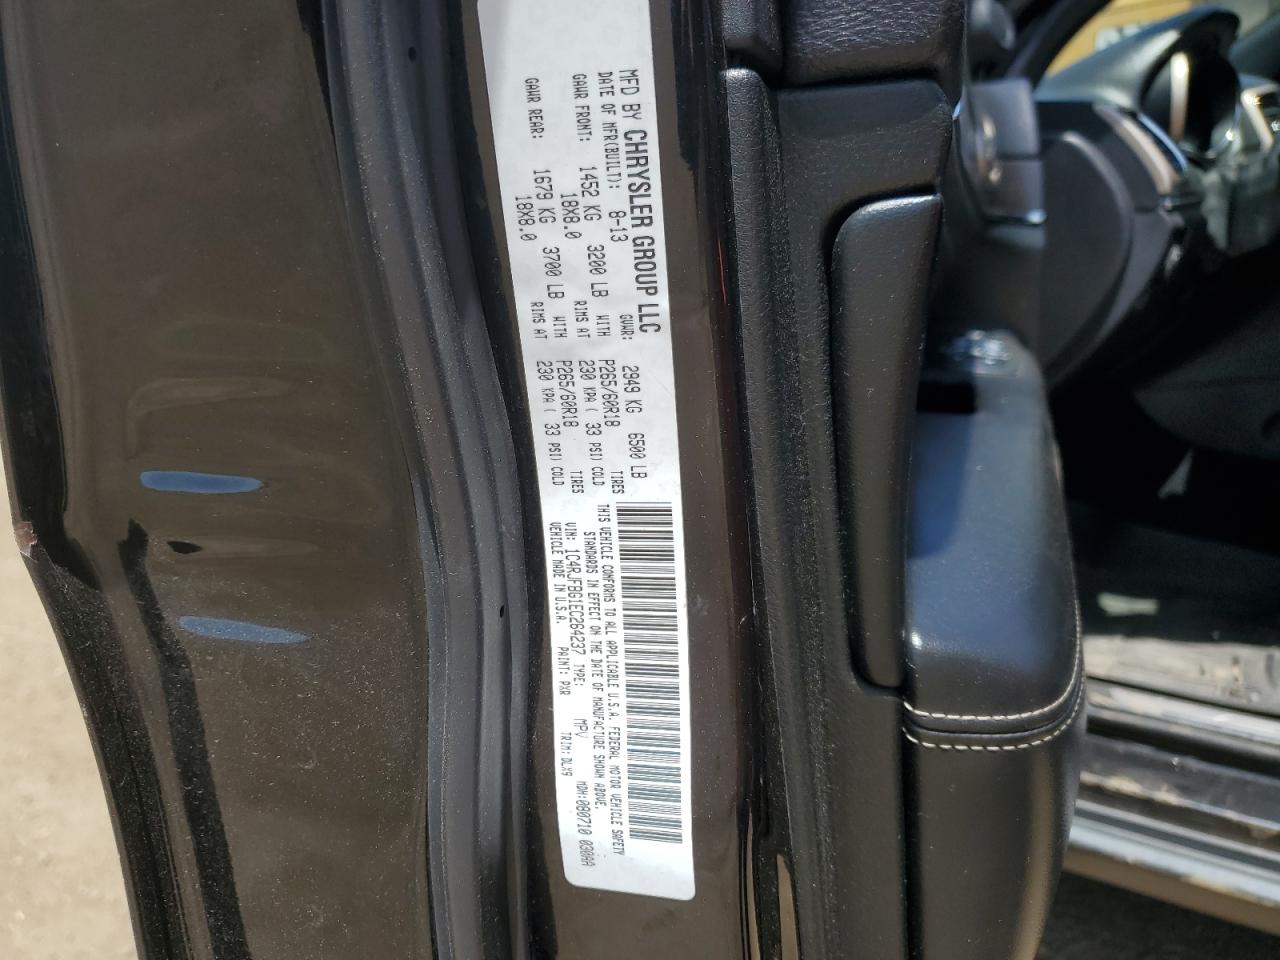 MFD BY CHRYSLER GROUP LLC
DATE OF MFR(BUILT): 8-13 GVWR: 2949 KG 6500 LB
GAWR FRONT: 1452 KG 3200 LB WITH P265/60R18 TIRES
18X8.0 RIMS AT 230 KPA( 33 PSI) COLD
GAWR REAR: 1679 KG 3700 LB WITH P265/60R18 TIRES
18X8.0 RIMS AT 230 KPA( 33 PSI) COLD
THIS VEHICLE CONFORMS TO ALL APPLICABLE U.S.A. FEDERAL MOTOR VEHICLE SAFETY
STANDARDS IN EFFECT ON THE DATE OF MANUFACTURE SHOWN ABOVE.
VIN: 1C4RJFBG1EC264237 TYPE: MPV MDH:080710 030AA
VEHICLE MADE IN U.S.A. PAINT: PXR TRIM: DLX9